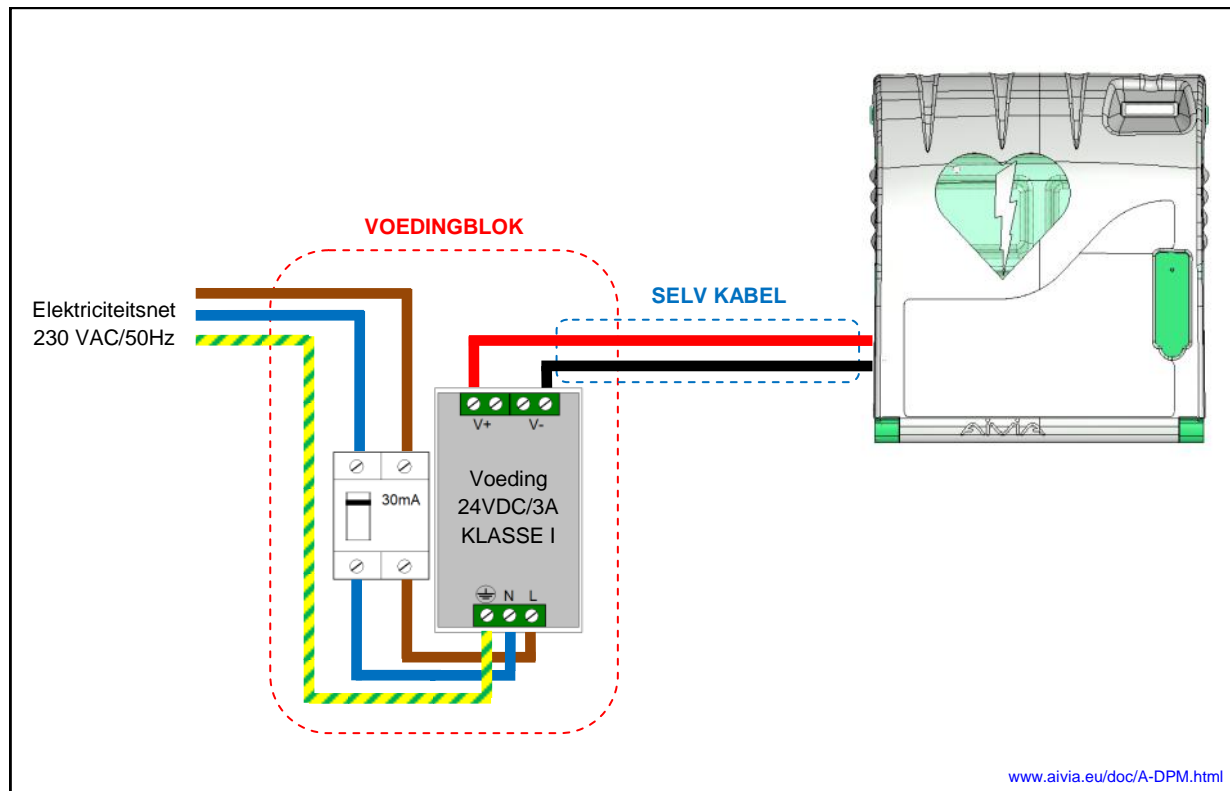 VOEDINGBLOK
SELV KABEL
Elektriciteitsnet
230 VAC/50Hz
V+ V-
30mA
Voeding
24VDC/3A
KLASSE I
N L
AIVIA
www.aivia.eu/doc/A-DPM.html